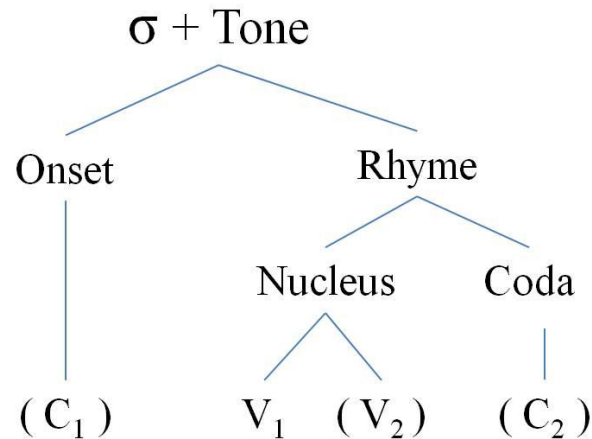 σ + Tone
Onset Rhyme
Nucleus Coda
( C₁ ) V₁ ( V₂ ) ( C₂ )